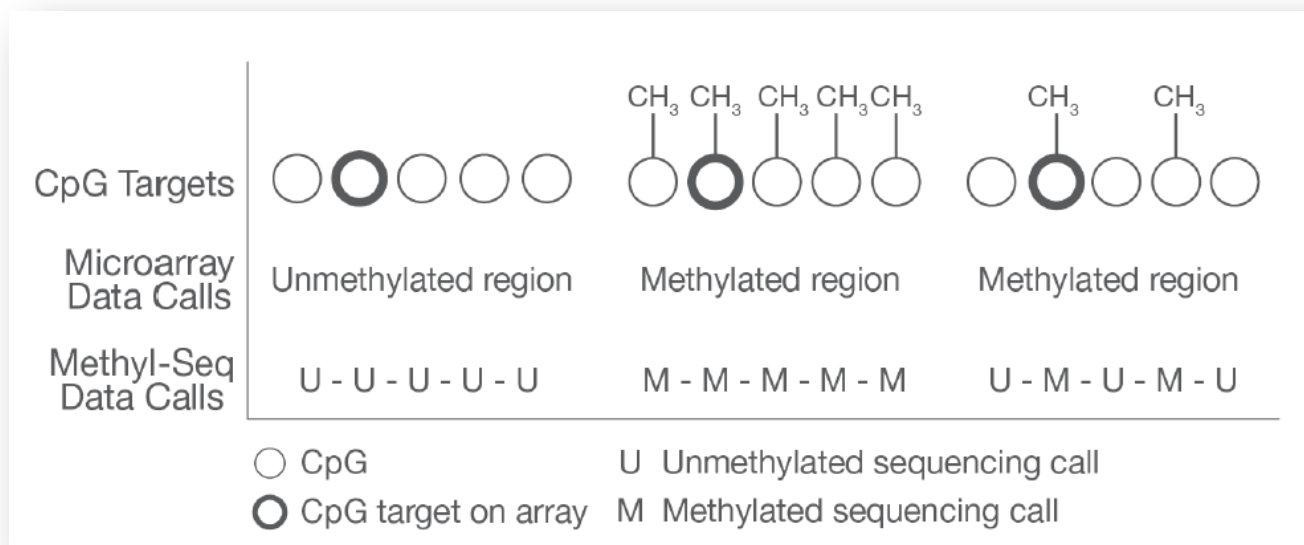 CH₃ CH₃ CH₃ CH₃ CH₃ CH₃ CH₃
CpG Targets
Microarray
Data Calls
Unmethylated region Methylated region Methylated region
Methyl-Seq
Data Calls
U - U - U - U - U M - M - M - M - M U - M - U - M - U
CpG U Unmethylated sequencing call
CpG target on array M Methylated sequencing call